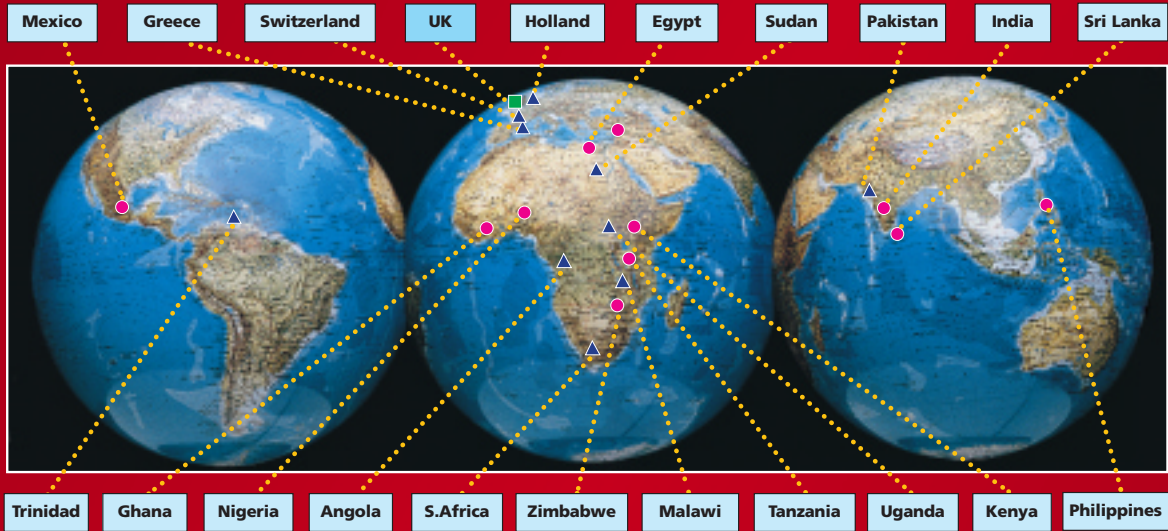 Mexico
Greece
Switzerland
UK
Holland
Egypt
Sudan
Pakistan
India
Sri Lanka
Trinidad
Ghana
Nigeria
Angola
S.Africa
Zimbabwe
Malawi
Tanzania
Uganda
Kenya
Philippines